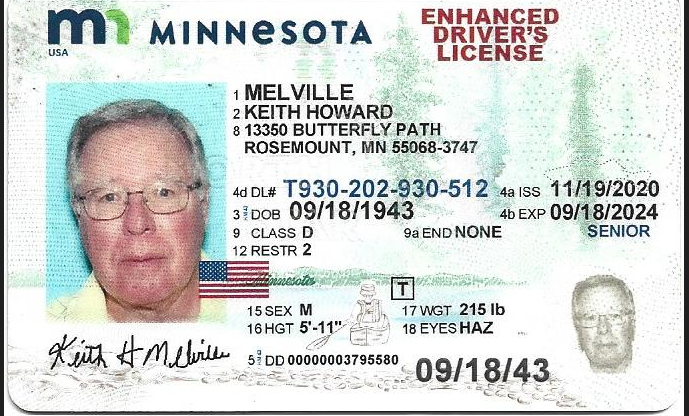 mn MINNESOTA
USA
ENHANCED
DRIVER'S
LICENSE
1 MELVILLE
2 KEITH HOWARD
8 13350 BUTTERFLY PATH
ROSEMOUNT, MN 55068-3747
4d DL# T930-202-930-512 4a ISS 11/19/2020
3 DOB 09/18/1943 4b EXP 09/18/2024
9 CLASS D 9a END NONE SENIOR
12 RESTR 2
Minnesota
T
15 SEX M 17 WGT 215 lb
16 HGT 5'-11" 18 EYES HAZ
Keith H Melville
5 DD 00000003795580 09/18/43